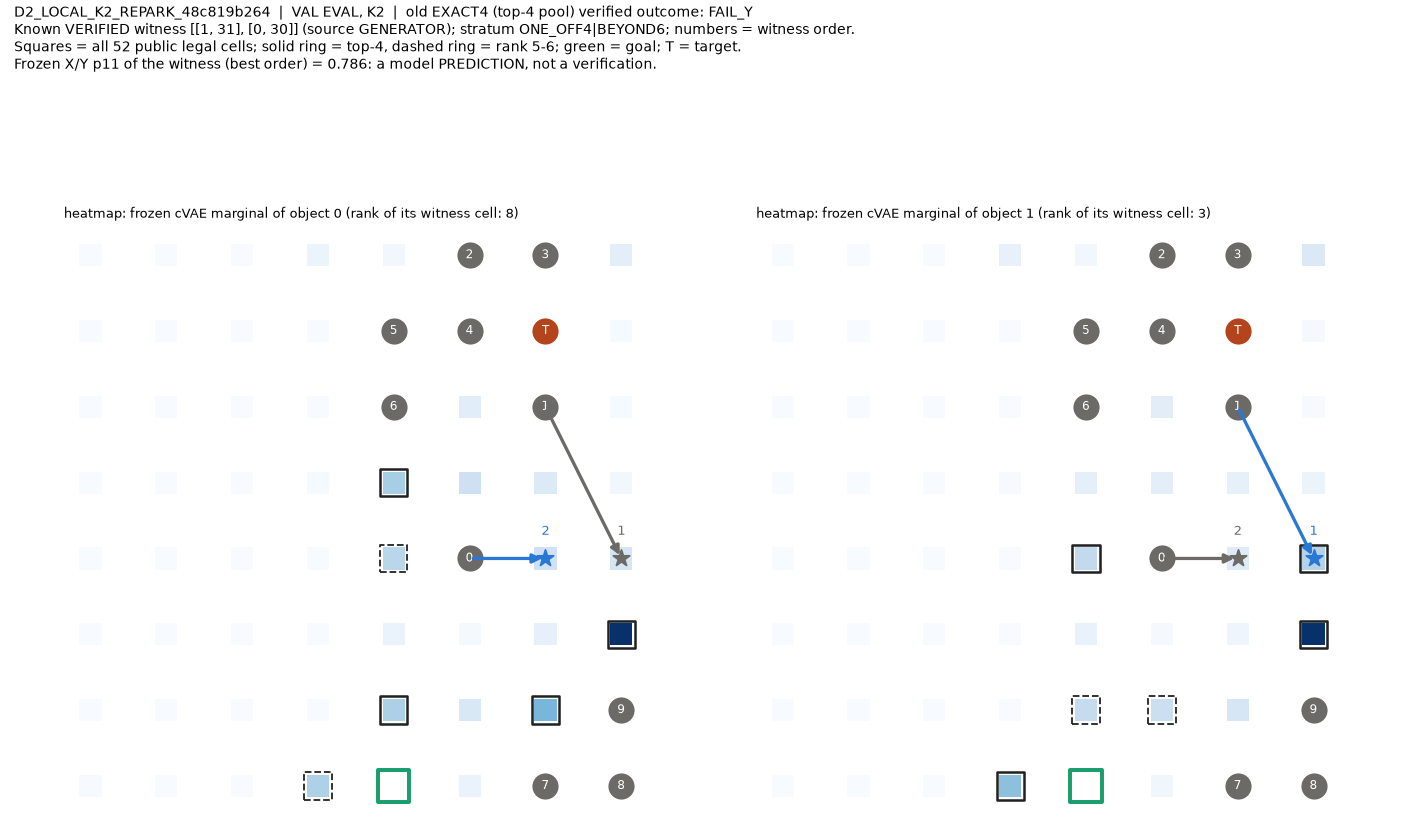 D2_LOCAL_K2_REPARK_48c819b264  |  VAL EVAL, K2  |  old EXACT4 (top-4 pool) verified outcome: FAIL_Y
Known VERIFIED witness [[1, 31], [0, 30]] (source GENERATOR); stratum ONE_OFF4|BEYOND6; numbers = witness order.
Squares = all 52 public legal cells; solid ring = top-4, dashed ring = rank 5-6; green = goal; T = target.
Frozen X/Y p11 of the witness (best order) = 0.786: a model PREDICTION, not a verification.
heatmap: frozen cVAE marginal of object 0 (rank of its witness cell: 8)
2 3
5 4 T
6 1
2 1
0
9
7 8
heatmap: frozen cVAE marginal of object 1 (rank of its witness cell: 3)
2 3
5 4 T
6 1
2 1
0
9
7 8